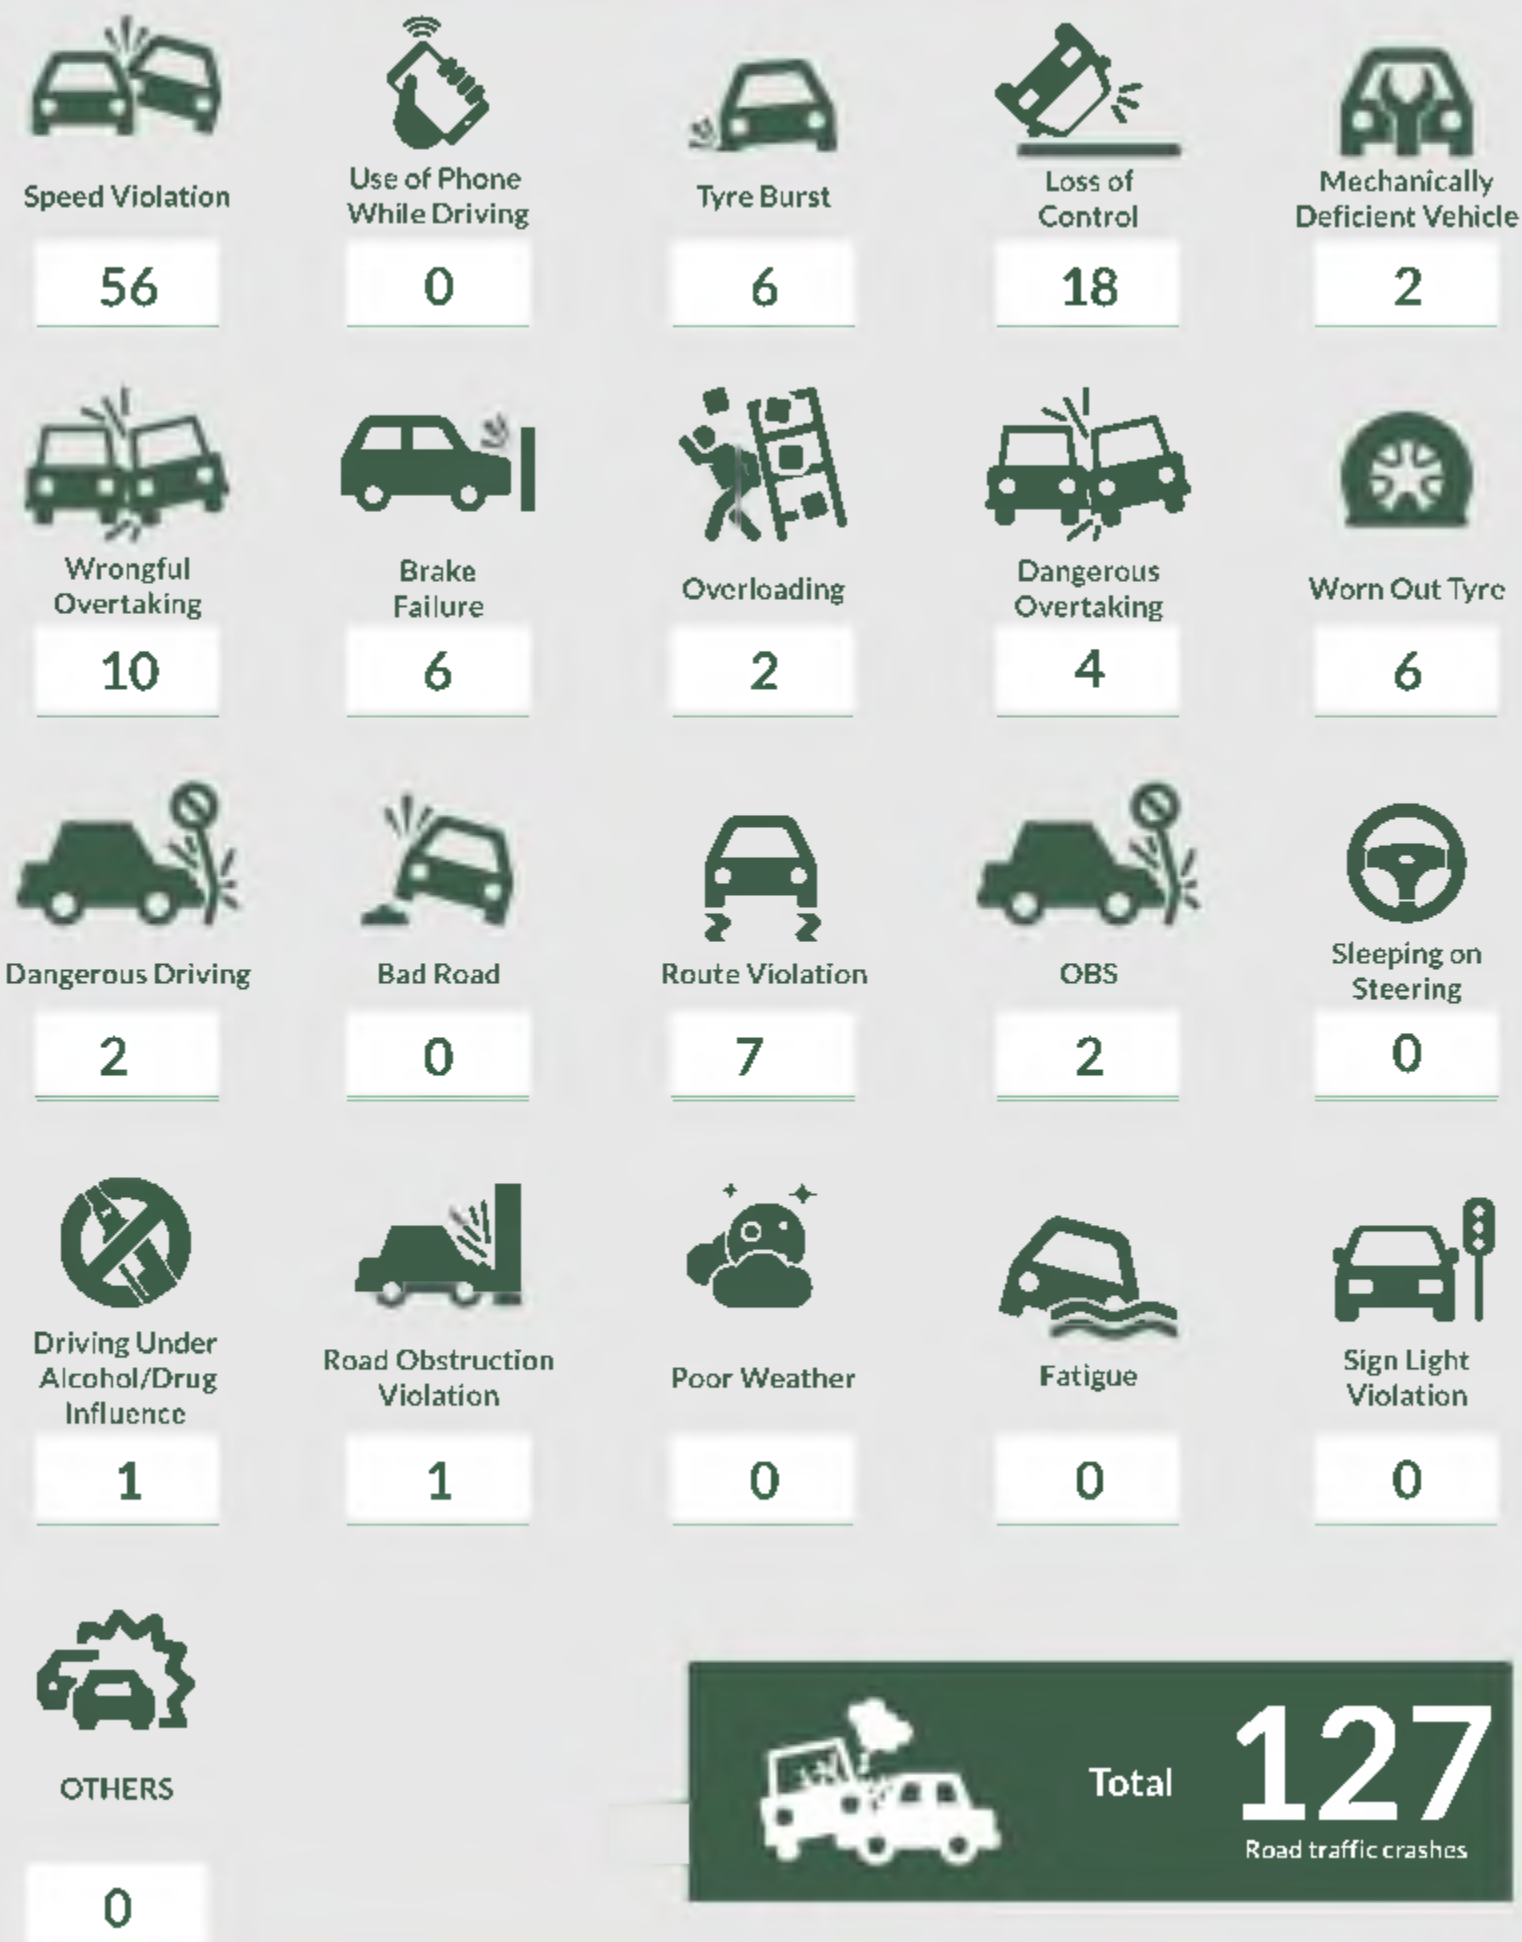 Speed Violation
56
Use of Phone
While Driving
0
Tyre Burst
6
Loss of
Control
18
Mechanically
Deficient Vehicle
2
Wrongful
Overtaking
10
Brake
Failure
6
Overloading
2
Dangerous
Overtaking
4
Worn Out Tyre
6
Dangerous Driving
2
Bad Road
0
Route Violation
7
OBS
2
Sleeping on
Steering
0
Driving Under
Alcohol/Drug
Influence
1
Road Obstruction
Violation
1
Poor Weather
0
Fatigue
0
Sign Light
Violation
0
OTHERS
0
Total
127
Road traffic crashes